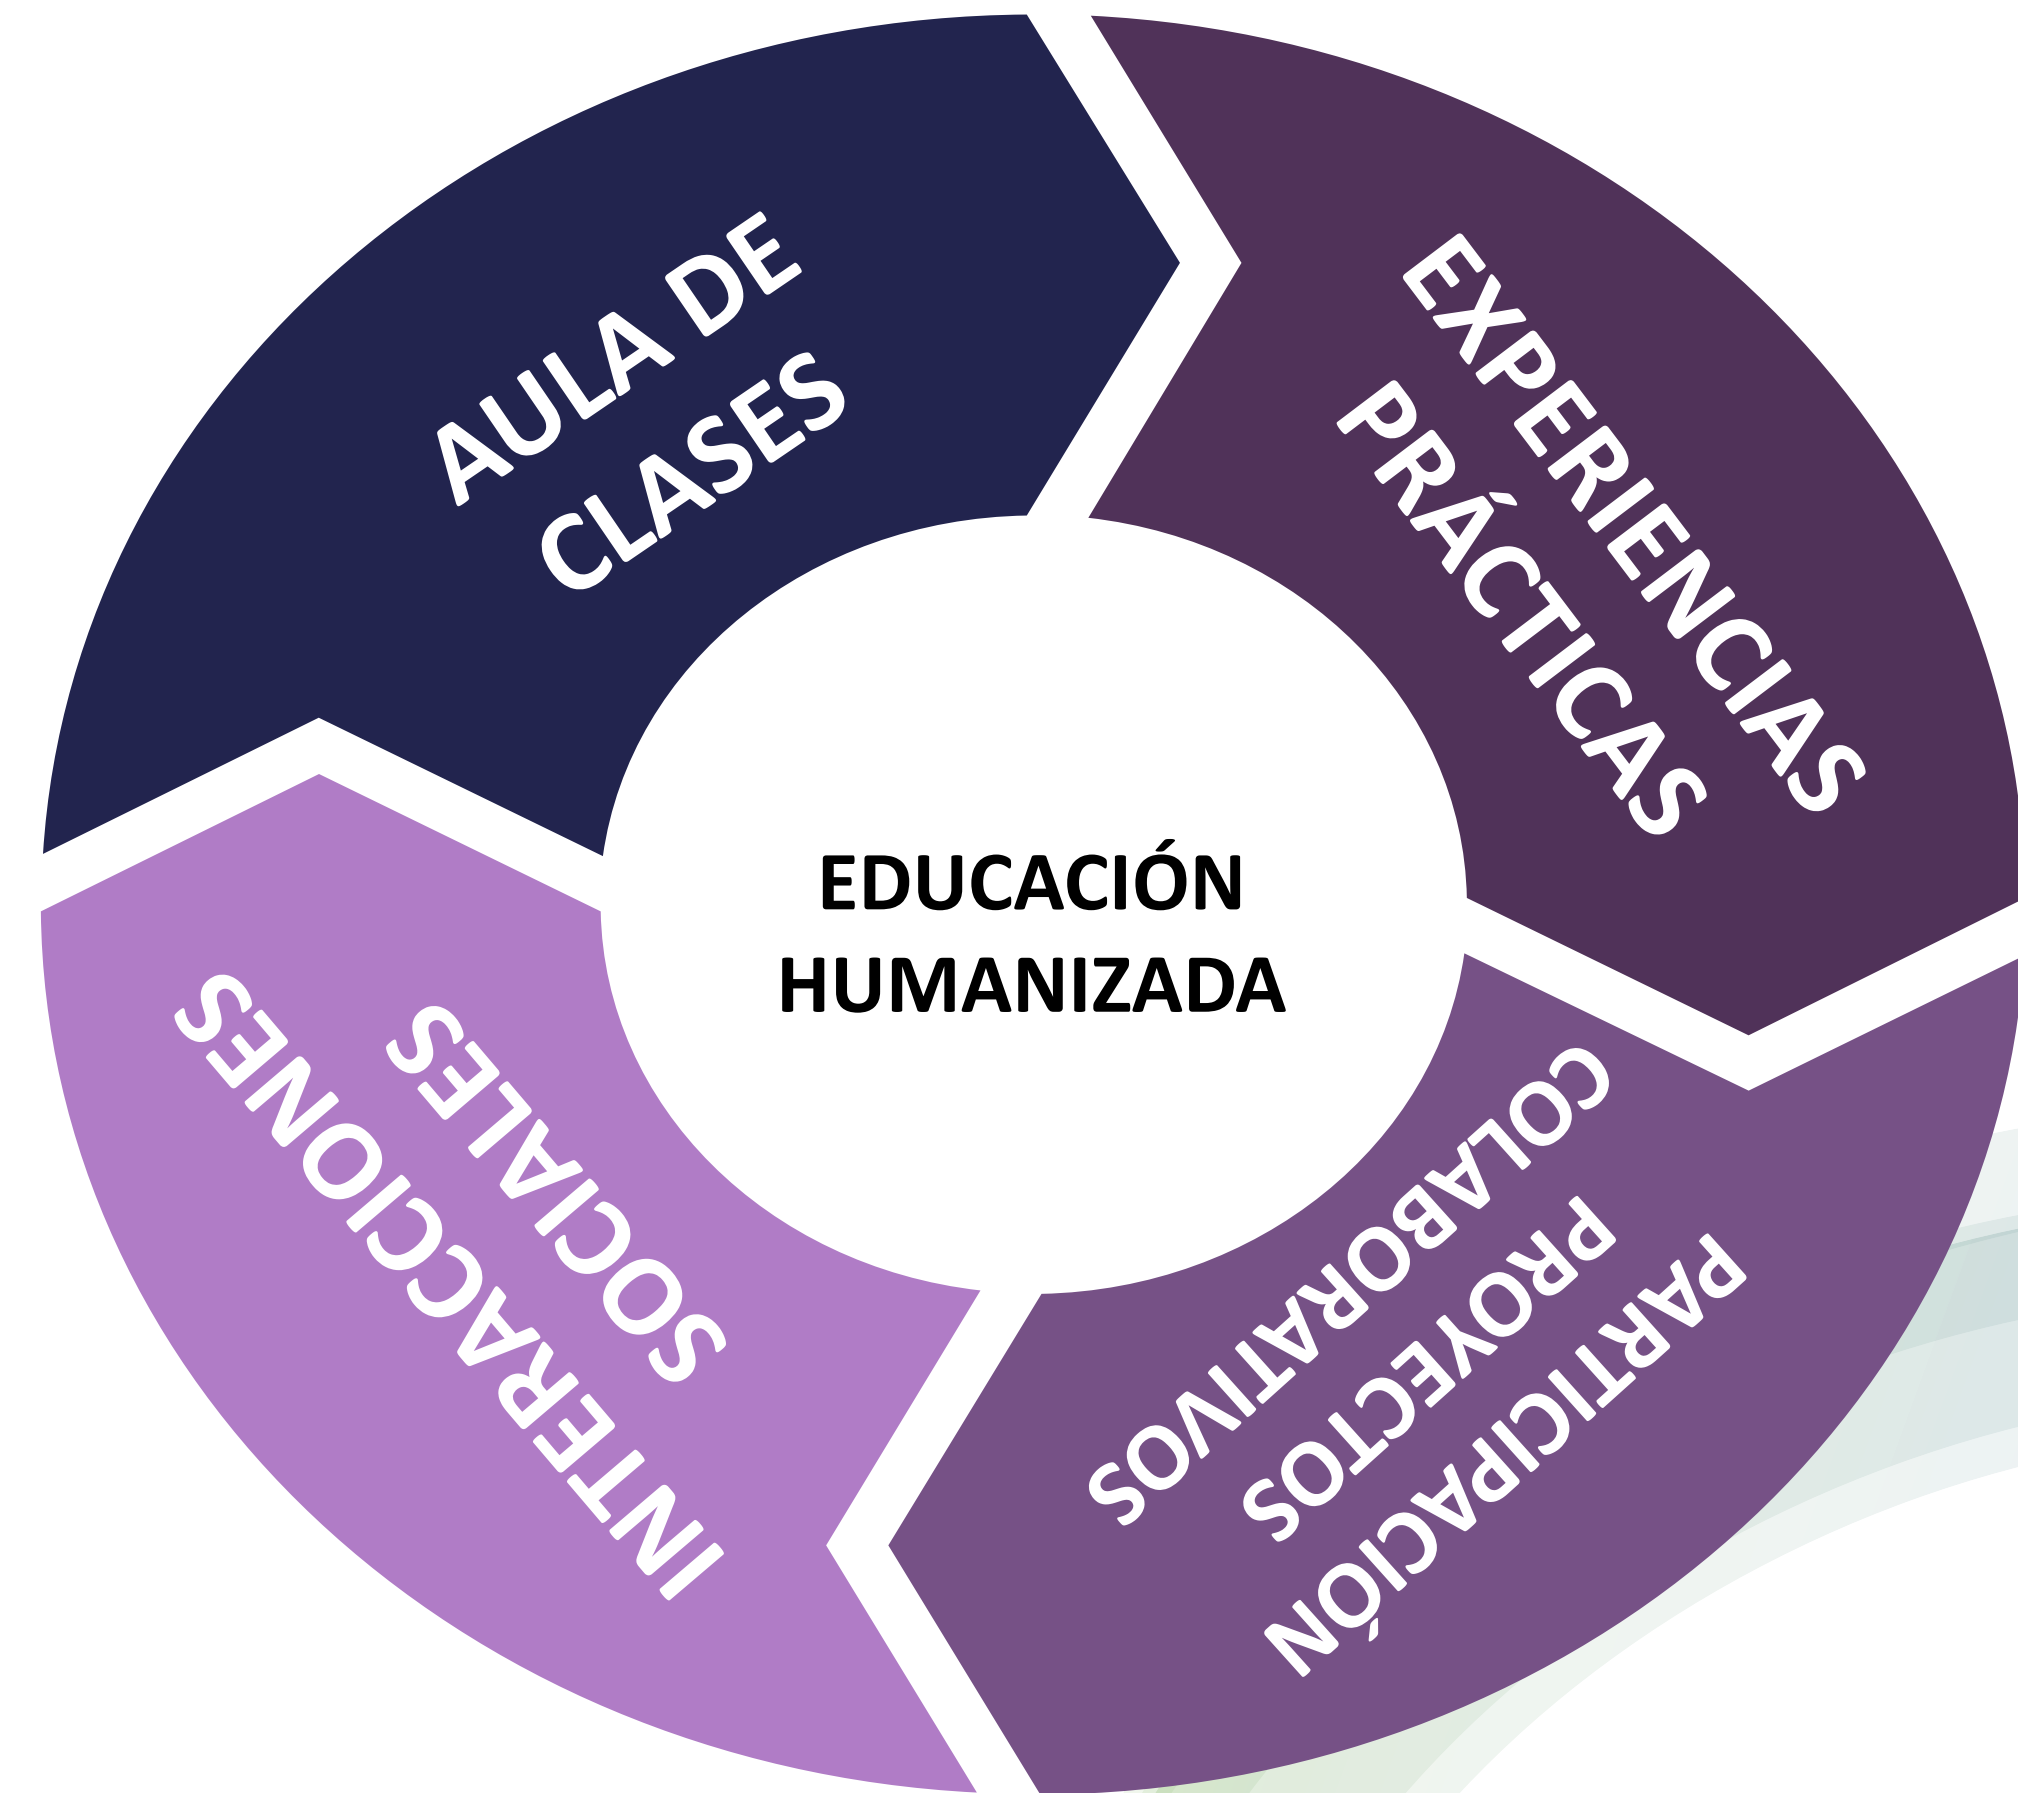 AULA DE
CLASES
EXPERIENCIAS
PRÁCTICAS
EDUCACIÓN
HUMANIZADA
PARTICIPACIÓN
PROYECTOS
COLABORATIVOS
INTERACCIONES
SOCIALES